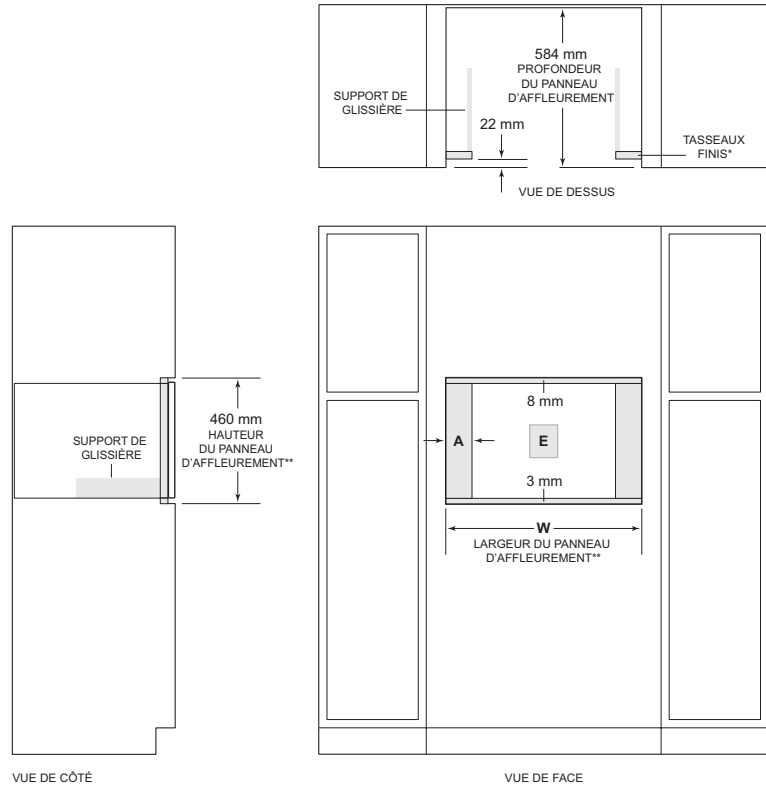 584 mm
PROFONDEUR
DU PANNEAU
D'AFFLEUREMENT
SUPPORT DE
GLISSIÈRE
22 mm
TASSEAUX
FINIS*
VUE DE DESSUS
460 mm
HAUTEUR
DU PANNEAU
D'AFFLEUREMENT**
SUPPORT DE
GLISSIÈRE
8 mm
A
E
3 mm
W
LARGEUR DU PANNEAU
D'AFFLEUREMENT**
VUE DE CÔTÉ
VUE DE FACE